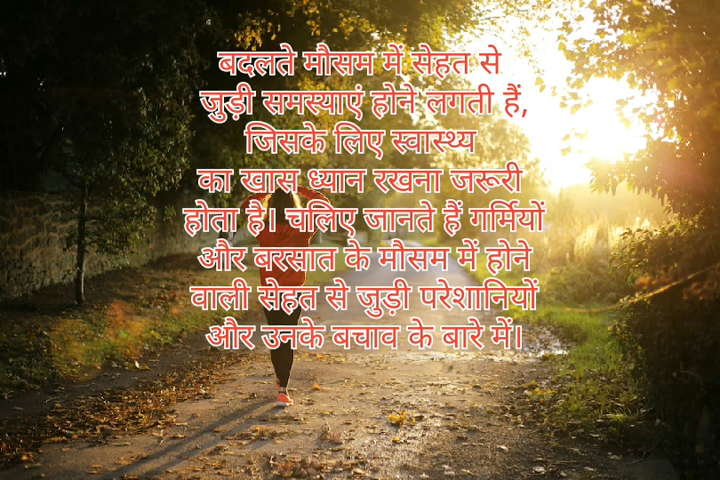 बदलते मौसम में सेहत से
जुड़ी समस्याएं होने लगती हैं,
जिसके लिए स्वास्थ्य
का खास ध्यान रखना जरूरी
होता है। चलिए जानते हैं गर्मियों
और बरसात के मौसम में होने
वाली सेहत से जुड़ी परेशानियों
और उनके बचाव के बारे में।